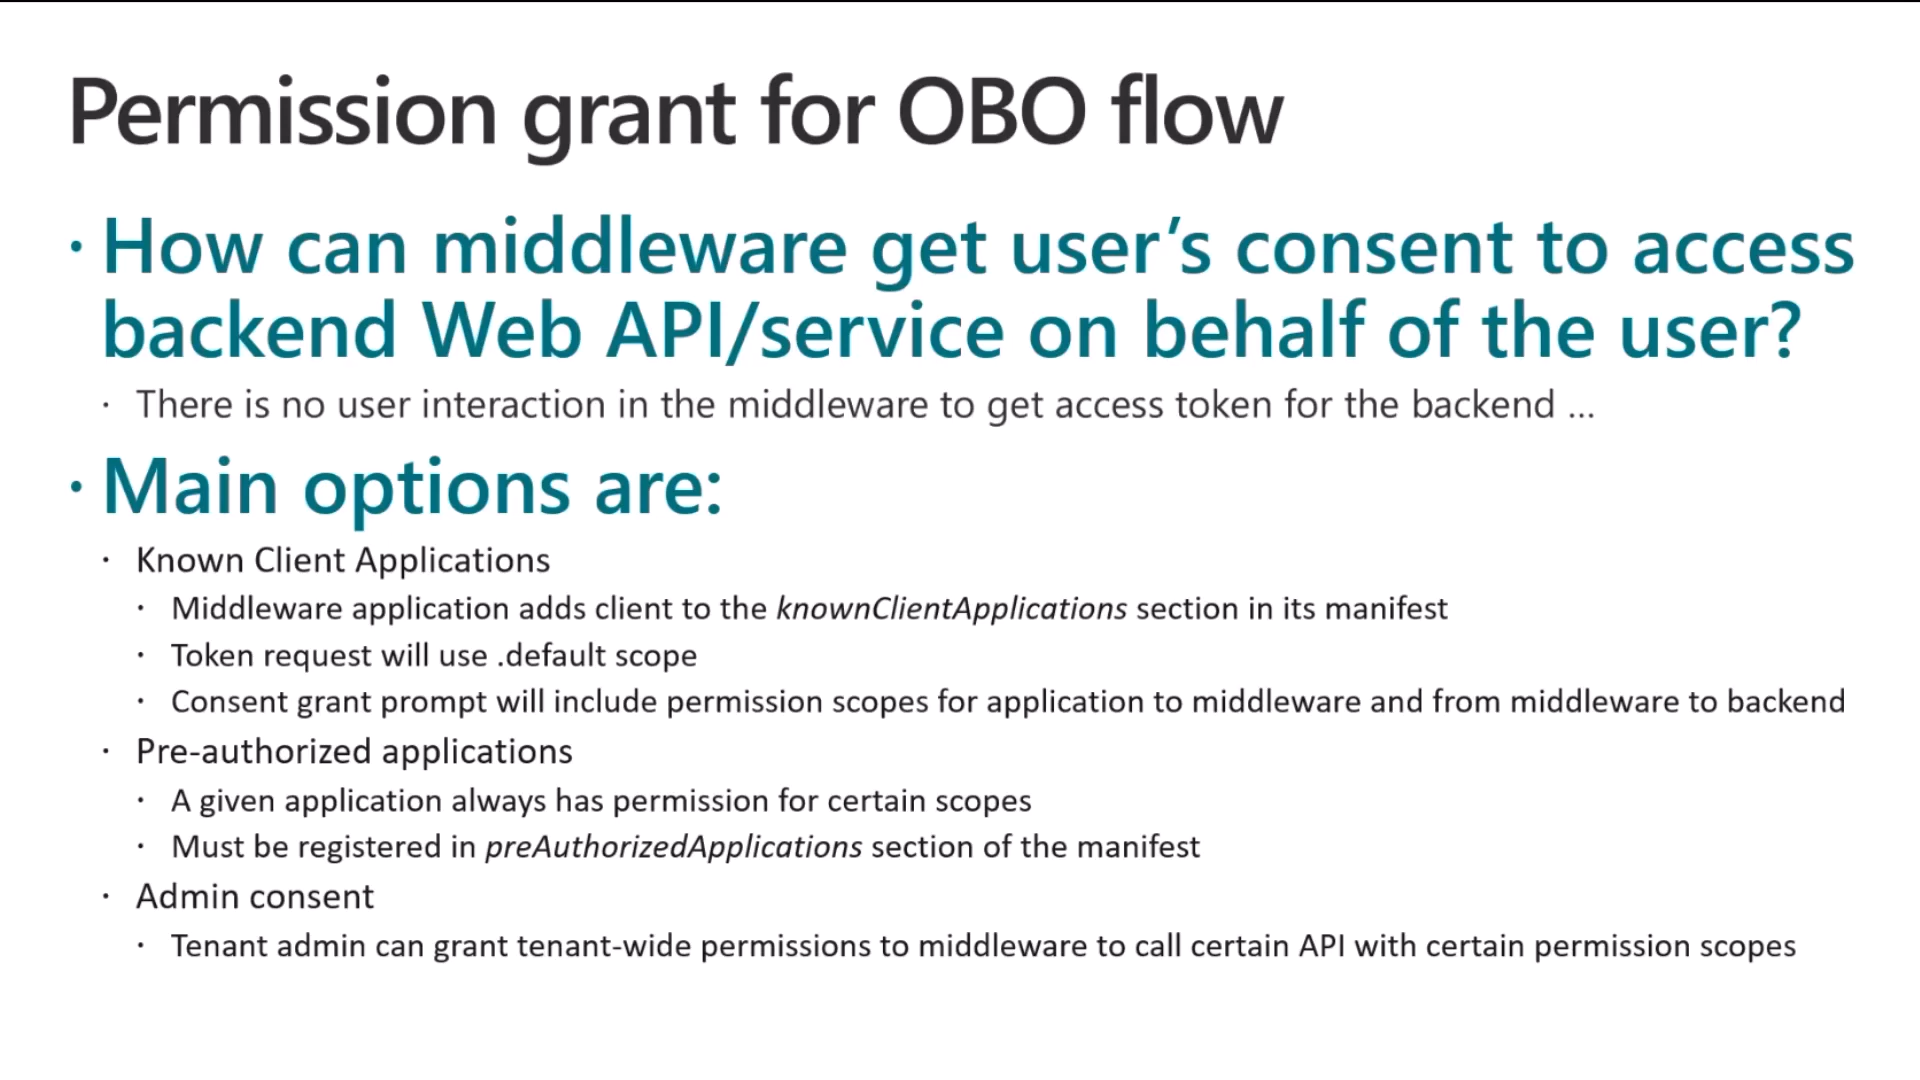 Permission grant for OBO flow
· How can middleware get user’s consent to access
backend Web API/service on behalf of the user?
· There is no user interaction in the middleware to get access token for the backend ...
· Main options are:
· Known Client Applications
· Middleware application adds client to the knownClientApplications section in its manifest
· Token request will use .default scope
· Consent grant prompt will include permission scopes for application to middleware and from middleware to backend
· Pre-authorized applications
· A given application always has permission for certain scopes
· Must be registered in preAuthorizedApplications section of the manifest
· Admin consent
· Tenant admin can grant tenant-wide permissions to middleware to call certain API with certain permission scopes